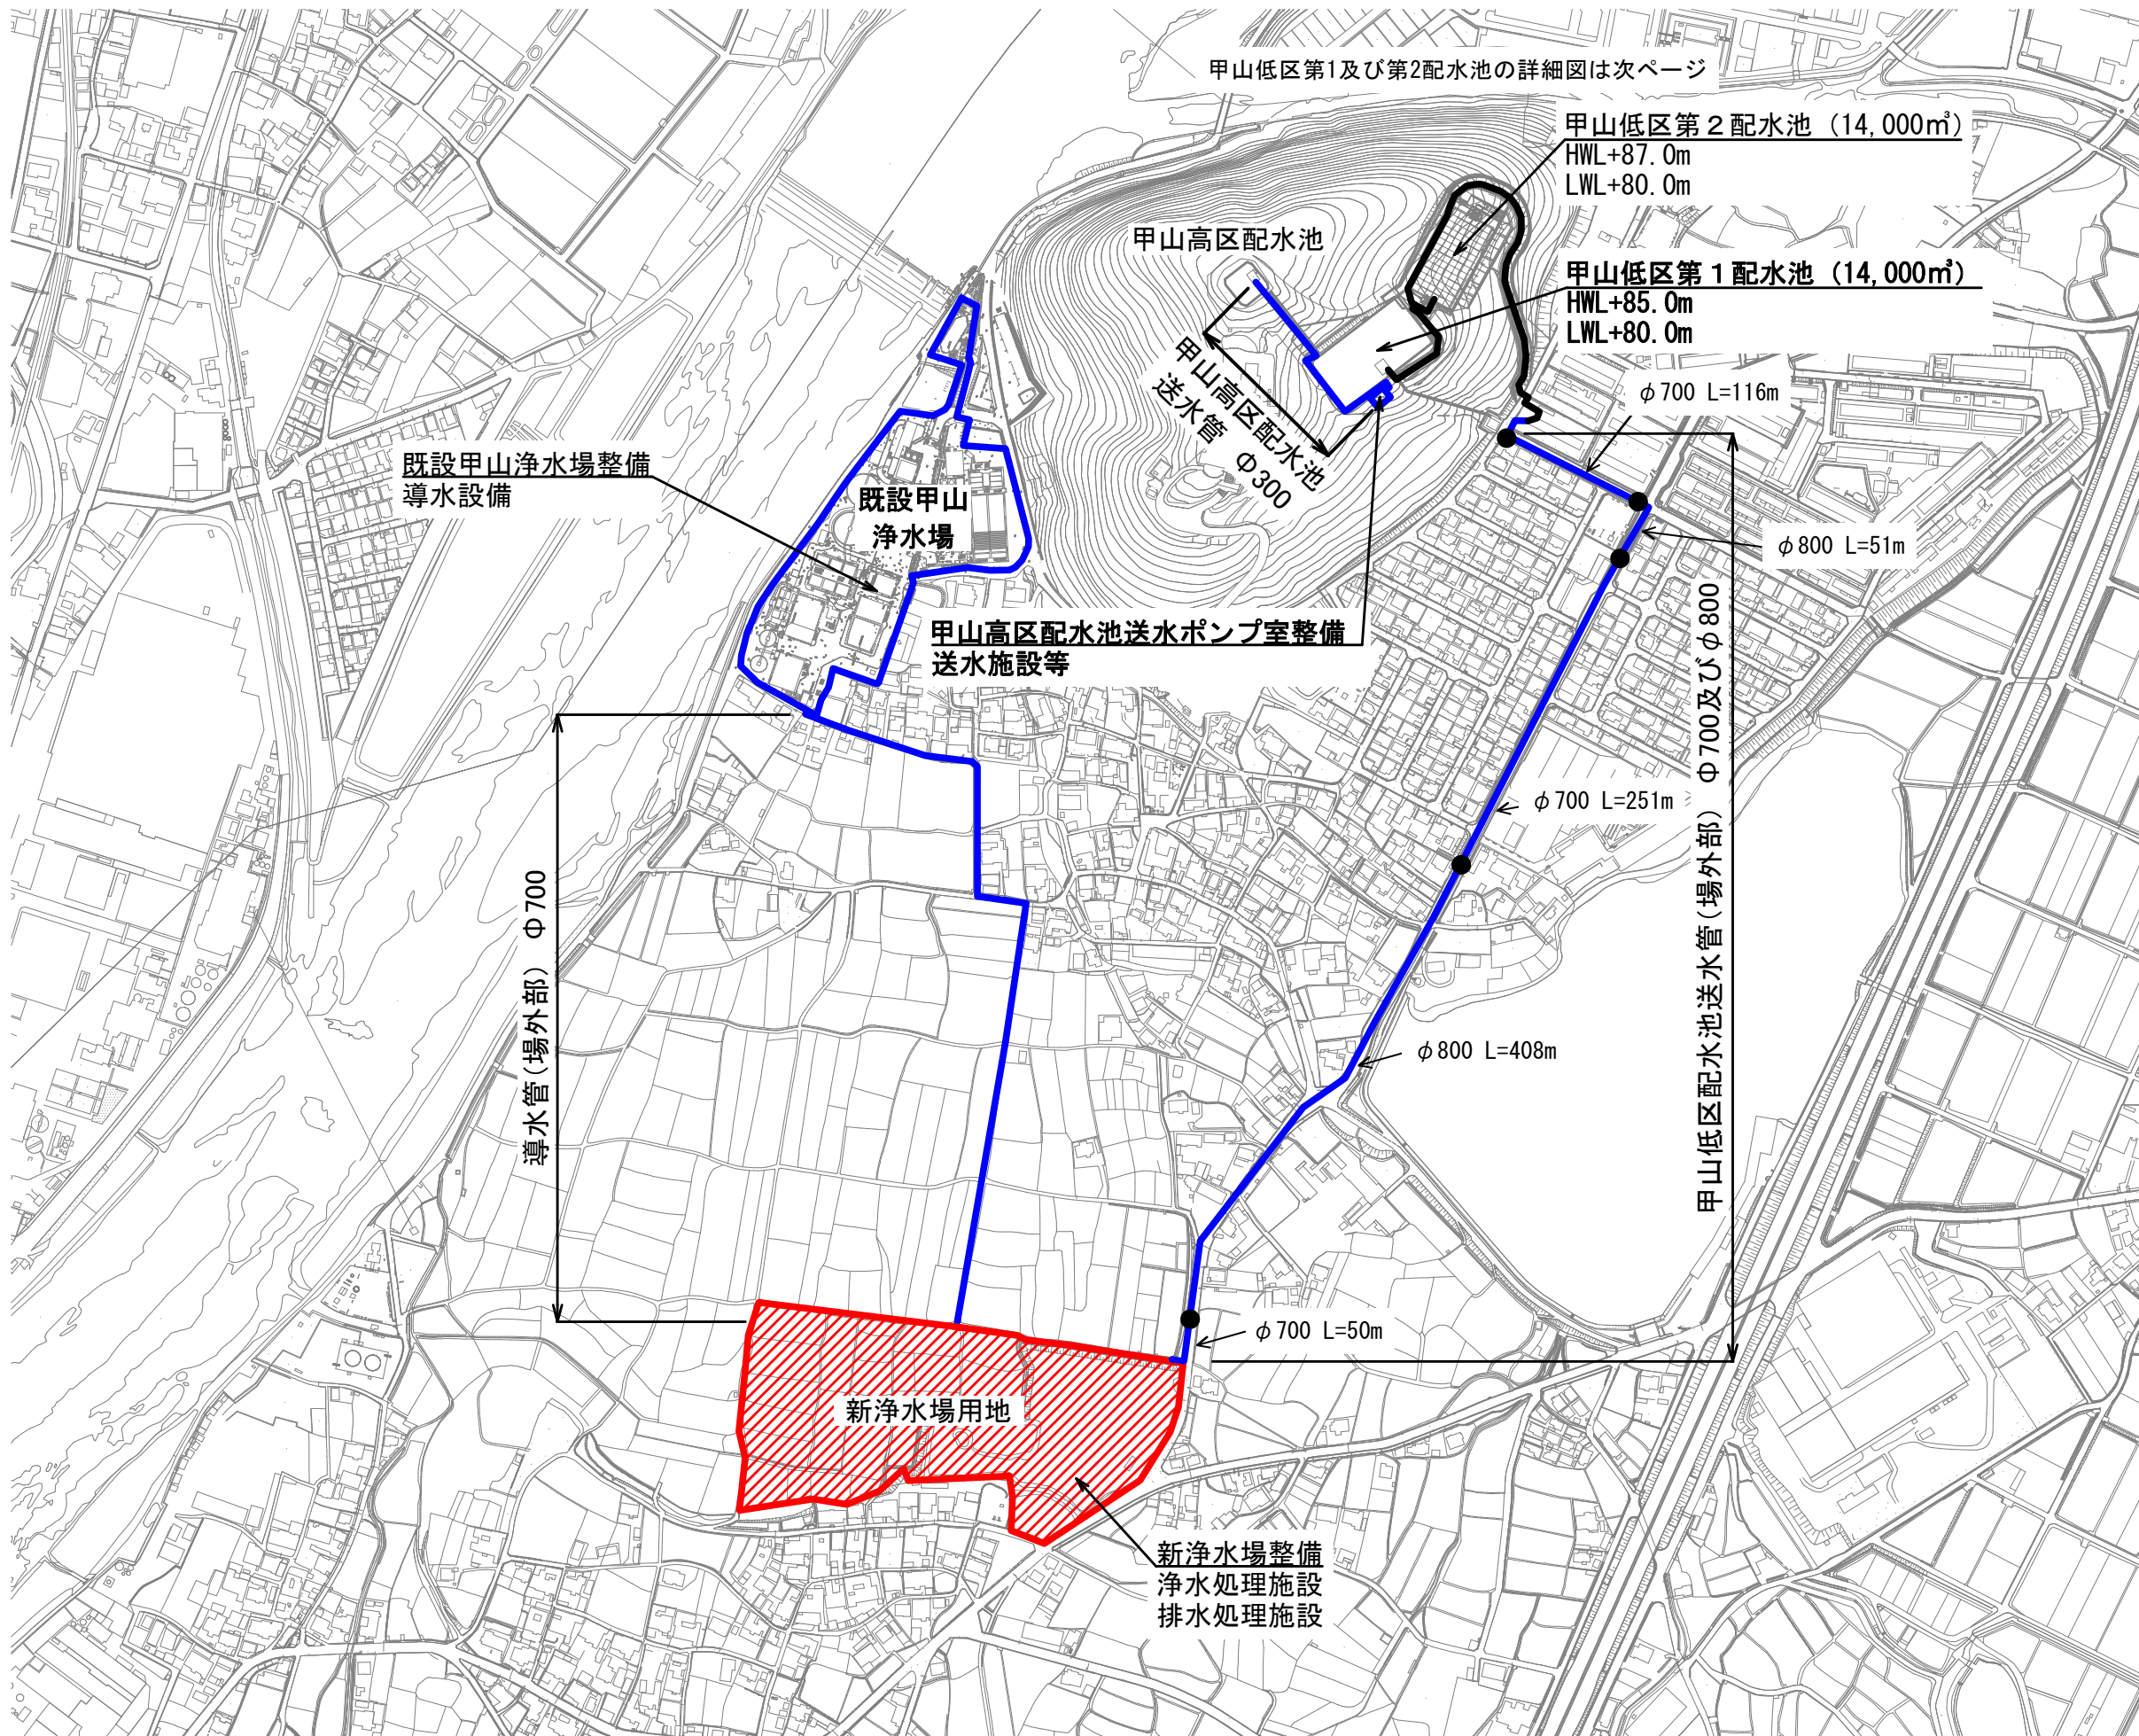 甲山低区第1及び第2配水池の詳細図は次ページ
甲山低区第２配水池 (14,000㎥)
HWL+87.0m
LWL+80.0m
甲山高区配水池
甲山低区第１配水池 (14,000㎥)
HWL+85.0m
LWL+80.0m
甲山高区配水池
送水管 Φ300
φ700 L=116m
既設甲山浄水場整備
導水設備
既設甲山
浄水場
φ800 L=51m
甲山高区配水池送水ポンプ室整備
送水施設等
φ700 L=251m
導水管(場外部) Φ700
甲山低区配水池送水管(場外部) Φ700及びφ800
φ800 L=408m
φ700 L=50m
新浄水場用地
新浄水場整備
浄水処理施設
排水処理施設